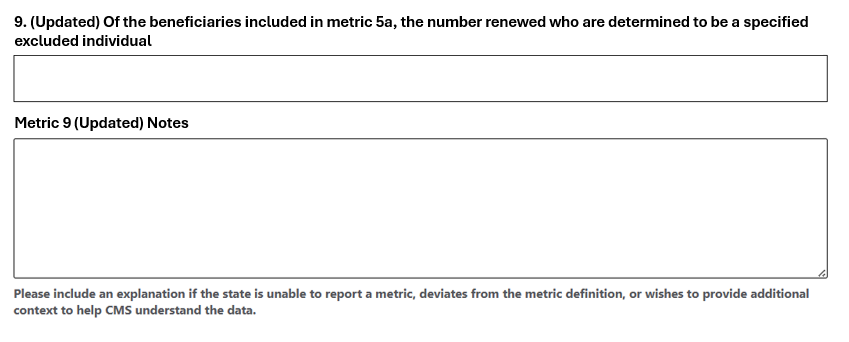 9. (Updated) Of the beneficiaries included in metric 5a, the number renewed who are determined to be a specified
excluded individual
Metric 9 (Updated) Notes
Please include an explanation if the state is unable to report a metric, deviates from the metric definition, or wishes to provide additional
context to help CMS understand the data.